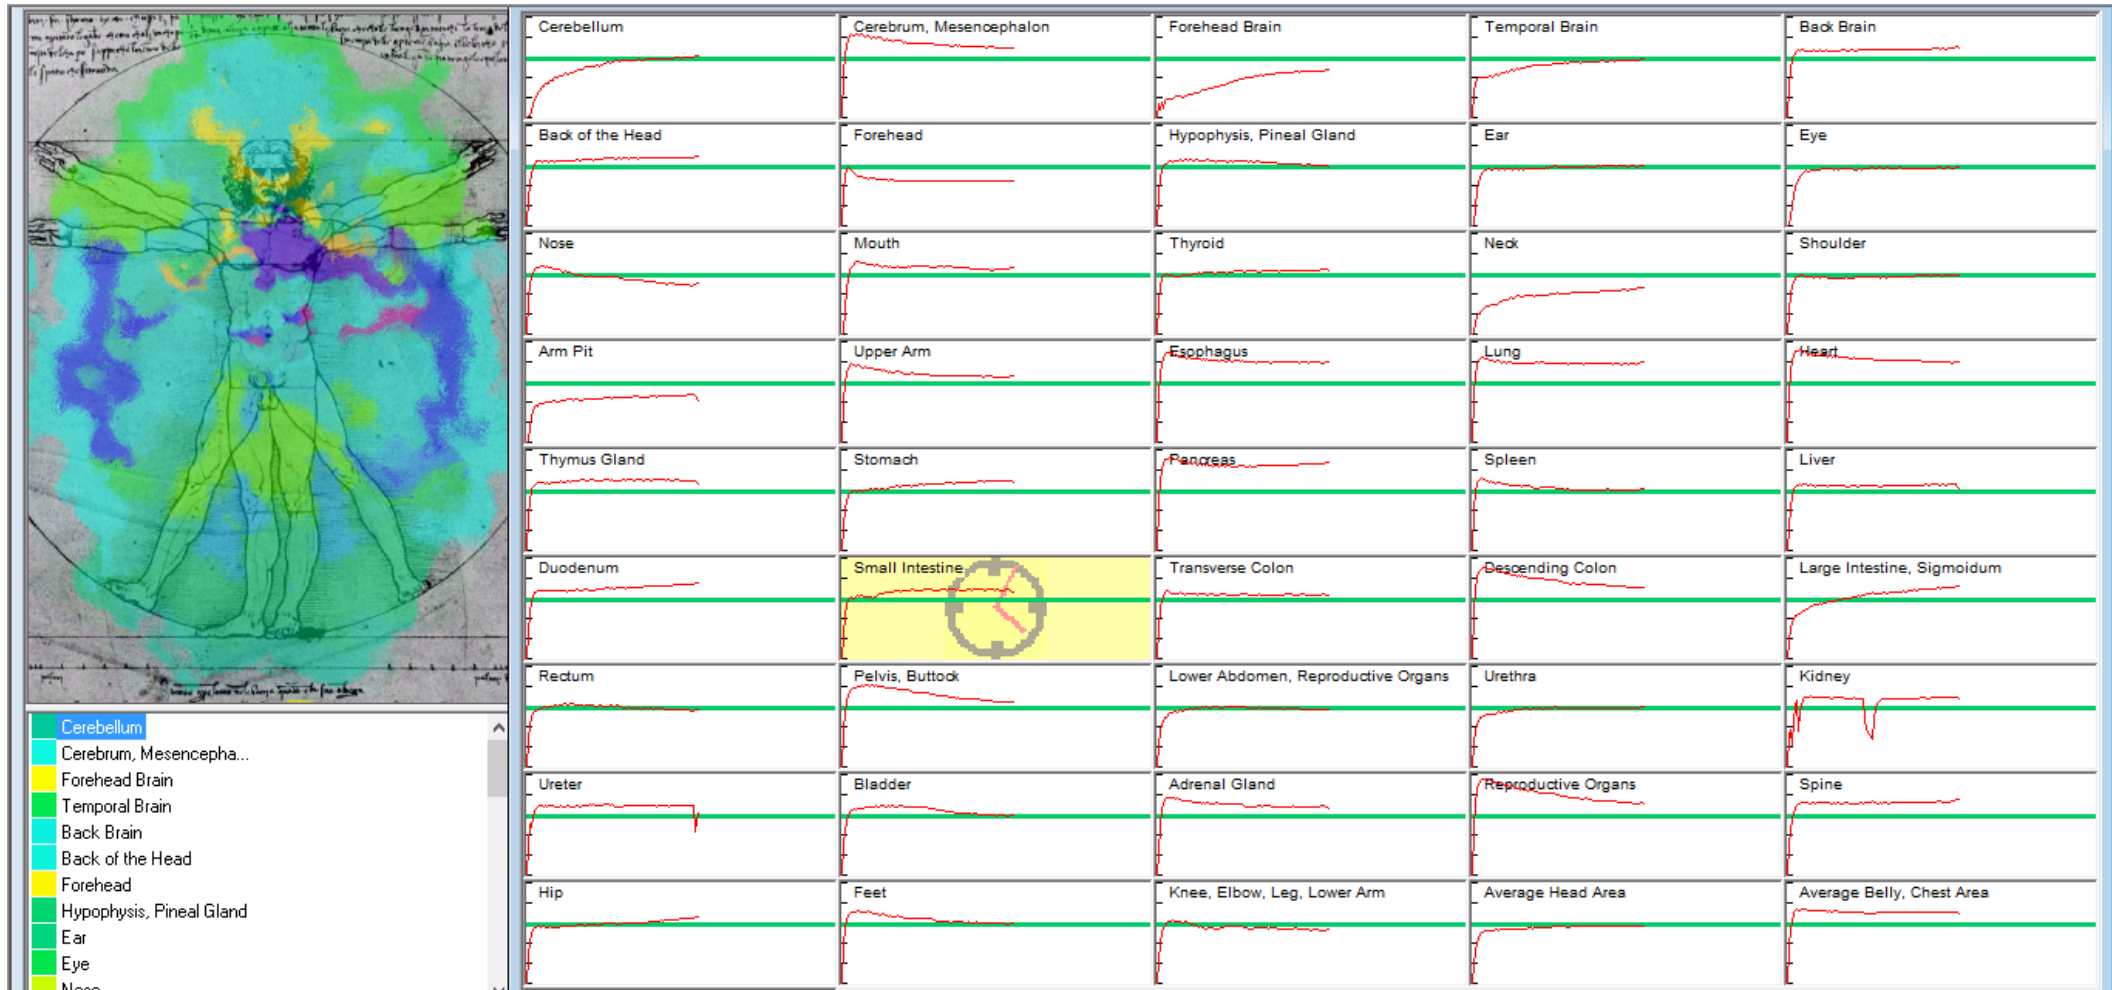 Cerebellum
Cerebrum, Mesencepha...
Forehead Brain
Temporal Brain
Back Brain
Back of the Head
Forehead
Hypophysis, Pineal Gland
Ear
Eye
Nose
Cerebellum
Cerebrum, Mesencephalon
Forehead Brain
Temporal Brain
Back Brain
Back of the Head
Forehead
Hypophysis, Pineal Gland
Ear
Eye
Nose
Mouth
Thyroid
Neck
Shoulder
Arm Pit
Upper Arm
Esophagus
Lung
Heart
Thymus Gland
Stomach
Pancreas
Spleen
Liver
Duodenum
Small Intestine
Transverse Colon
Descending Colon
Large Intestine, Sigmoidum
Rectum
Pelvis, Buttock
Lower Abdomen, Reproductive Organs
Urethra
Kidney
Ureter
Bladder
Adrenal Gland
Reproductive Organs
Spine
Hip
Feet
Knee, Elbow, Leg, Lower Arm
Average Head Area
Average Belly, Chest Area